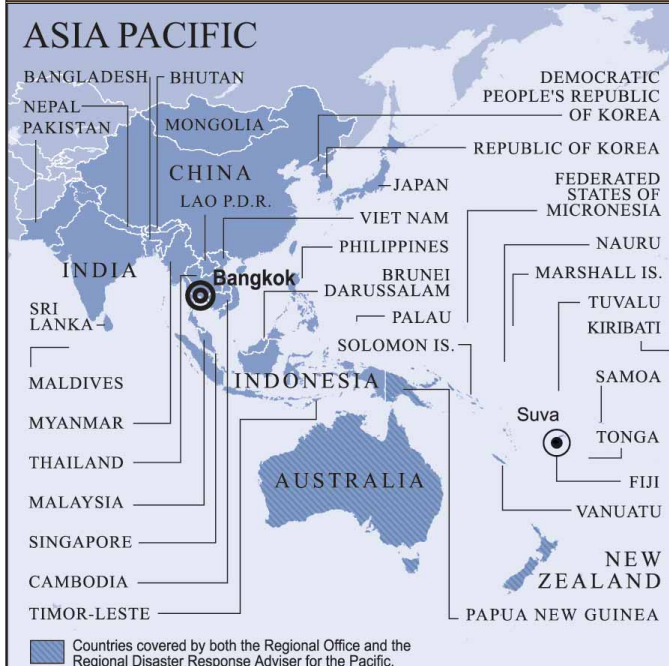 ASIA PACIFIC
BANGLADESH
BHUTAN
NEPAL
PAKISTAN
MONGOLIA
CHINA
LAO P.D.R.
DEMOCRATIC
PEOPLE'S REPUBLIC
OF KOREA
REPUBLIC OF KOREA
JAPAN
FEDERATED
STATES OF
MICRONESIA
VIET NAM
PHILIPPINES
NAURU
INDIA
Bangkok
BRUNEI
DARUSSALAM
MARSHALL IS.
TUVALU
SRI
LANKA
PALAU
KIRIBATI
SOLOMON IS.
MALDIVES
INDONESIA
SAMOA
MYANMAR
Suva
TONGA
THAILAND
AUSTRALIA
FIJI
MALAYSIA
VANUATU
SINGAPORE
NEW
ZEALAND
CAMBODIA
TIMOR-LESTE
PAPUA NEW GUINEA
Countries covered by both the Regional Office and the
Regional Disaster Response Adviser for the Pacific.